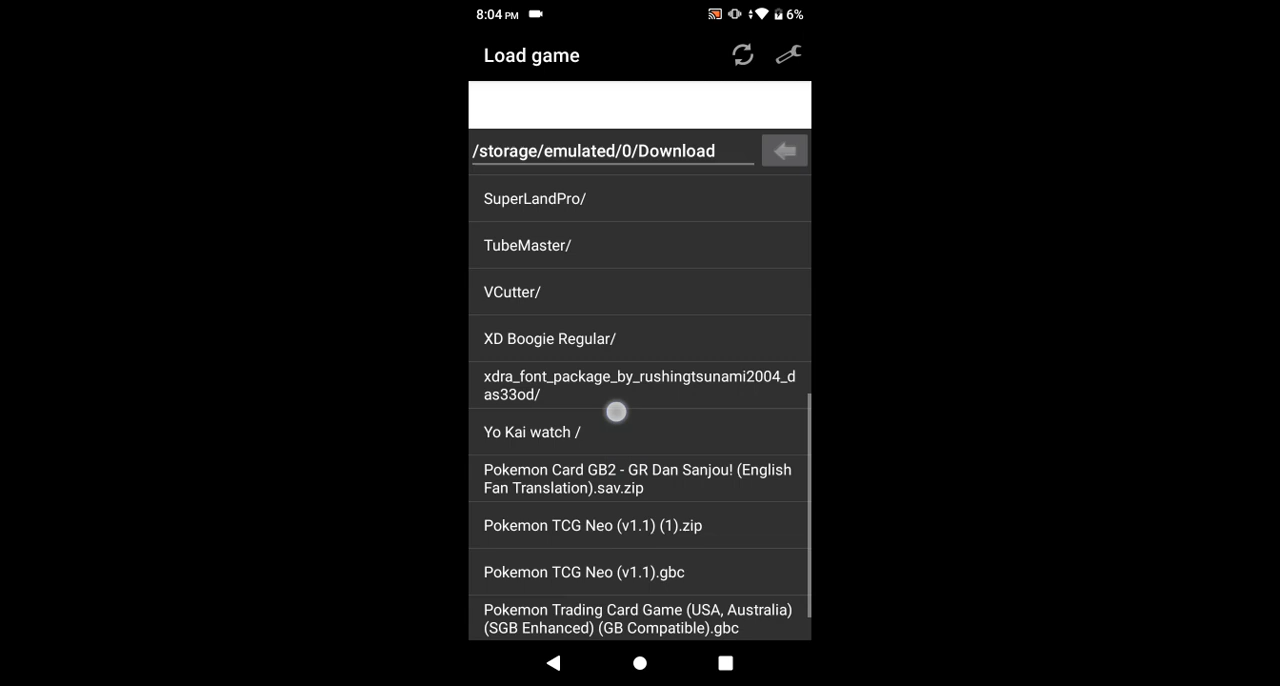 8:04 PM 6%
Load game
/storage/emulated/0/Download
SuperLandPro/
TubeMaster/
VCutter/
XD Boogie Regular/
xdra_font_package_by_rushingtsunami2004_d
as33od/
Yo Kai watch /
Pokemon Card GB2 - GR Dan Sanjou! (English
Fan Translation).sav.zip
Pokemon TCG Neo (v1.1) (1).zip
Pokemon TCG Neo (v1.1).gbc
Pokemon Trading Card Game (USA, Australia)
(SGB Enhanced) (GB Compatible).gbc